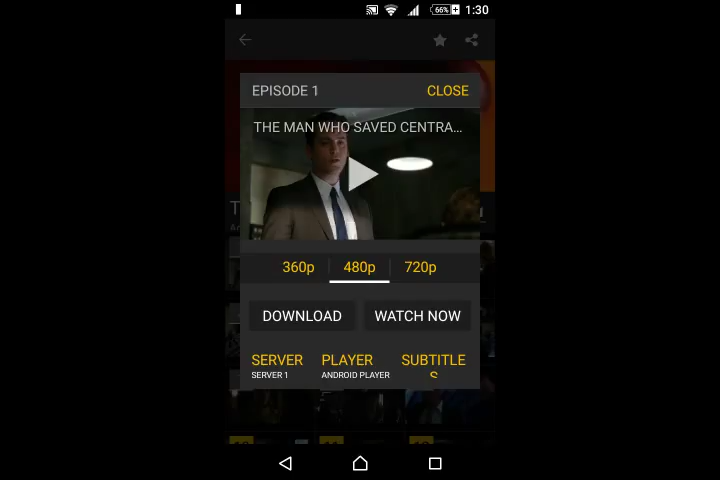 66% 1:30
EPISODE 1 CLOSE
THE MAN WHO SAVED CENTRA...
360p 480p 720p
DOWNLOAD WATCH NOW
SERVER PLAYER SUBTITLE
S
SERVER 1 ANDROID PLAYER